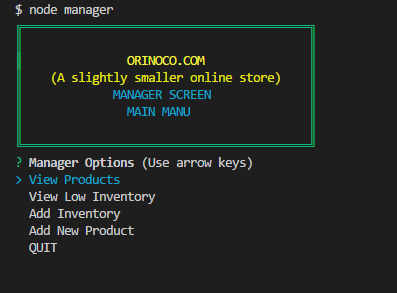 $ node manager
ORINOCO.COM
(A slightly smaller online store)
MANAGER SCREEN
MAIN MANU
? Manager Options (Use arrow keys)
> View Products
View Low Inventory
Add Inventory
Add New Product
QUIT